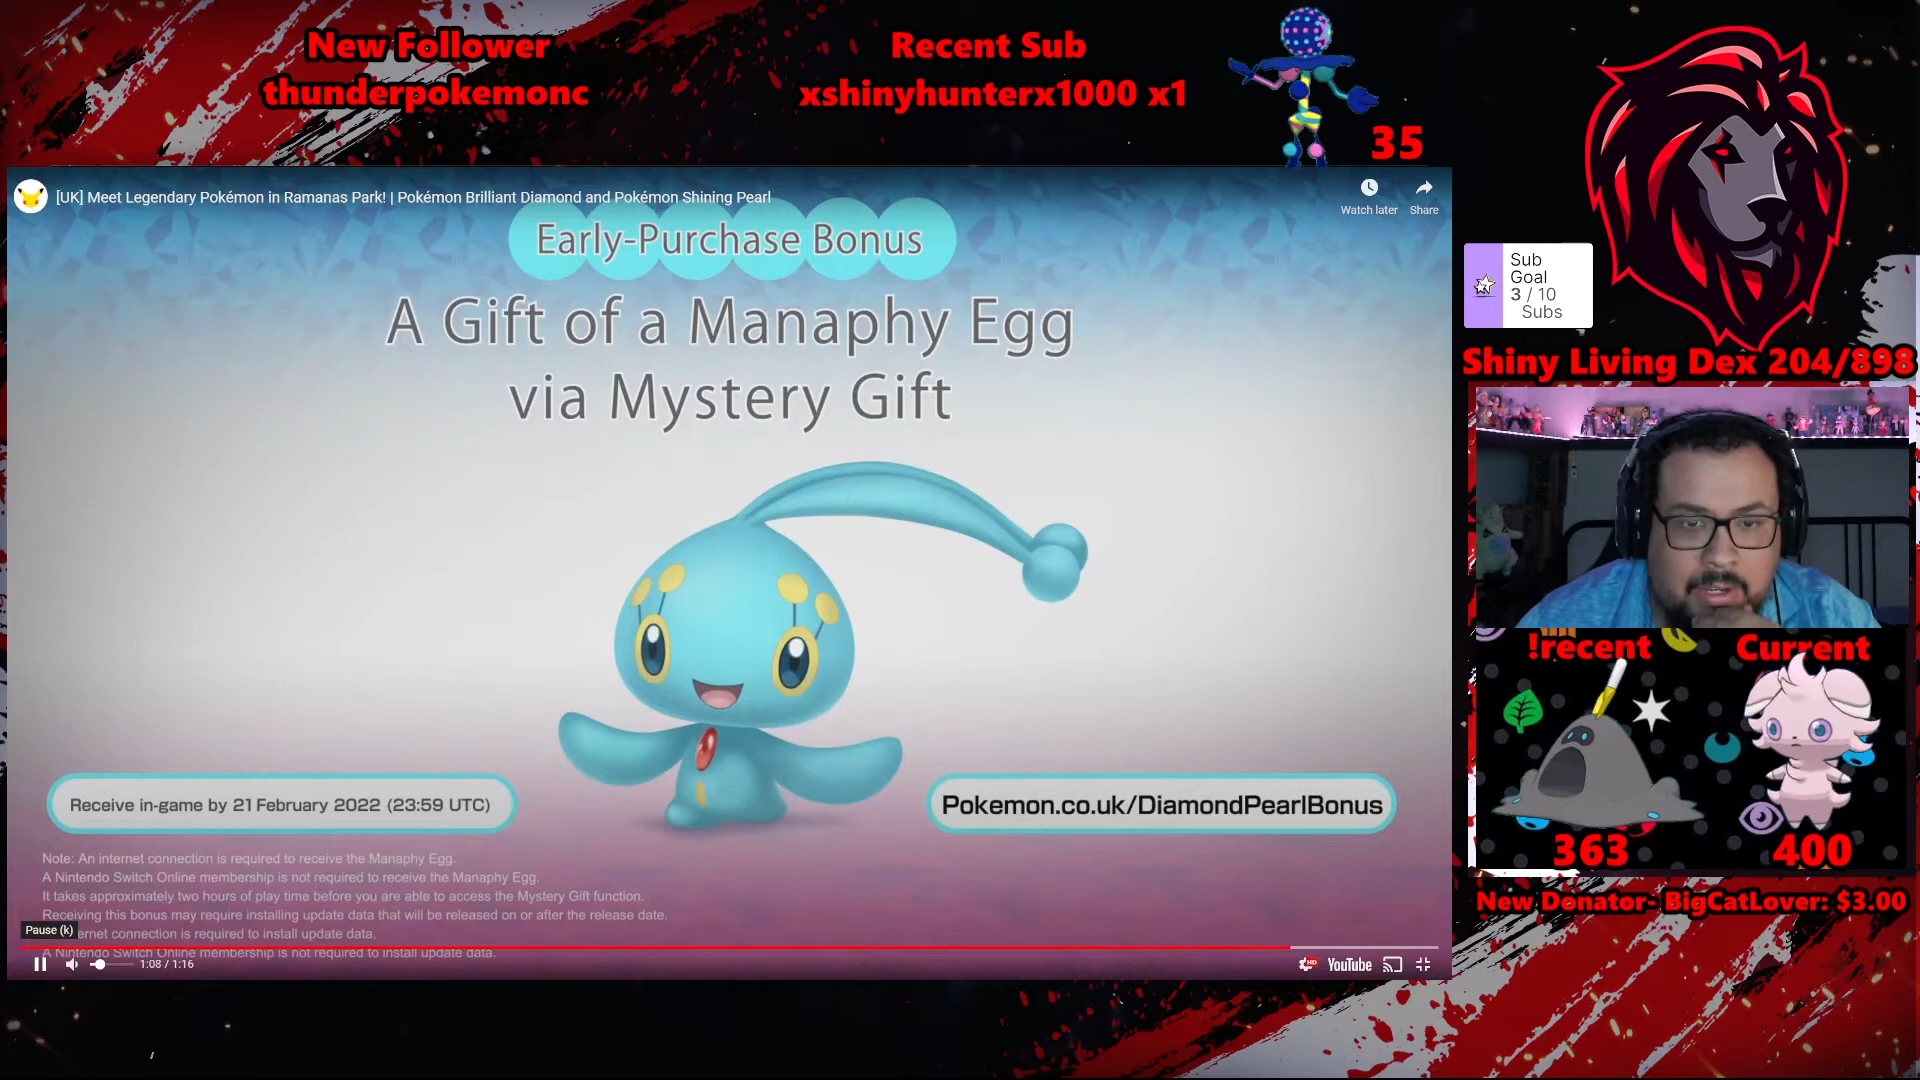 New Follower
thunderpokemonc
Recent Sub
xshinyhunterx1000 x1
35
[UK] Meet Legendary Pokémon in Ramanas Park! | Pokémon Brilliant Diamond and Pokémon Shining Pearl
Watch later
Share
Early-Purchase Bonus
A Gift of a Manaphy Egg
via Mystery Gift
Sub
Goal
3 / 10
Subs
Shiny Living Dex 204/898
Receive in-game by 21 February 2022 (23:59 UTC)
Pokemon.co.uk/DiamondPearlBonus
Note: An internet connection is required to receive the Manaphy Egg.
A Nintendo Switch Online membership is not required to receive the Manaphy Egg.
It takes approximately two hours of play time before you are able to access the Mystery Gift function.
Receiving this bonus may require installing update data that will be released on or after the release date.
Pause (k)
ernet connection is required to install update data.
A Nintendo Switch Online membership is not required to install update data.
1:08 / 1:16
HD
YouTube
!recent
Current
363
400
New Donator- BigCatLover: $3.00